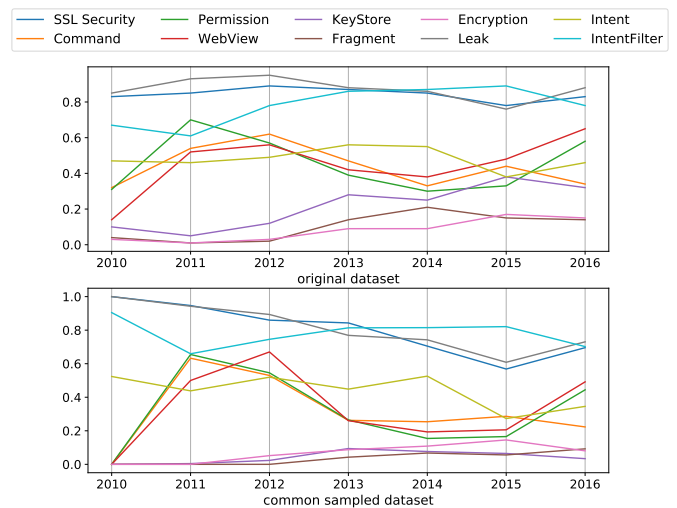 SSL Security Permission KeyStore Encryption Intent
Command WebView Fragment Leak IntentFilter
0.8
0.6
0.4
0.2
0.0
2010 2011 2012 2013 2014 2015 2016
original dataset
1.0
0.8
0.6
0.4
0.2
0.0
2010 2011 2012 2013 2014 2015 2016
common sampled dataset